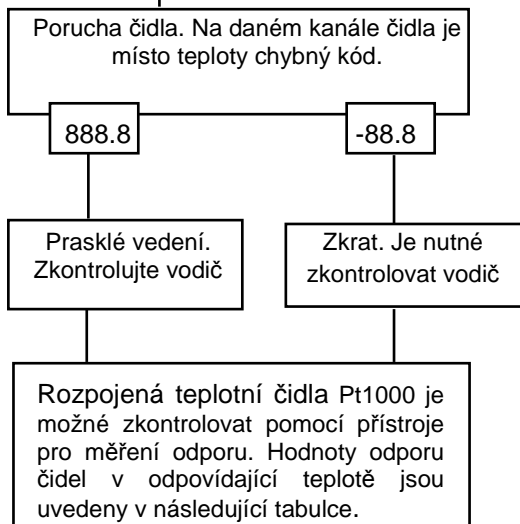 Porucha čidla. Na daném kanále čidla je
místo teploty chybný kód.
888.8
-88.8
Prasklé vedení.
Zkontrolujte vodič
Zkrat. Je nutné
zkontrolovat vodič
Rozpojená teplotní čidla Pt1000 je
možné zkontrolovat pomocí přístroje
pro měření odporu. Hodnoty odporu
čidel v odpovídající teplotě jsou
uvedeny v následující tabulce.